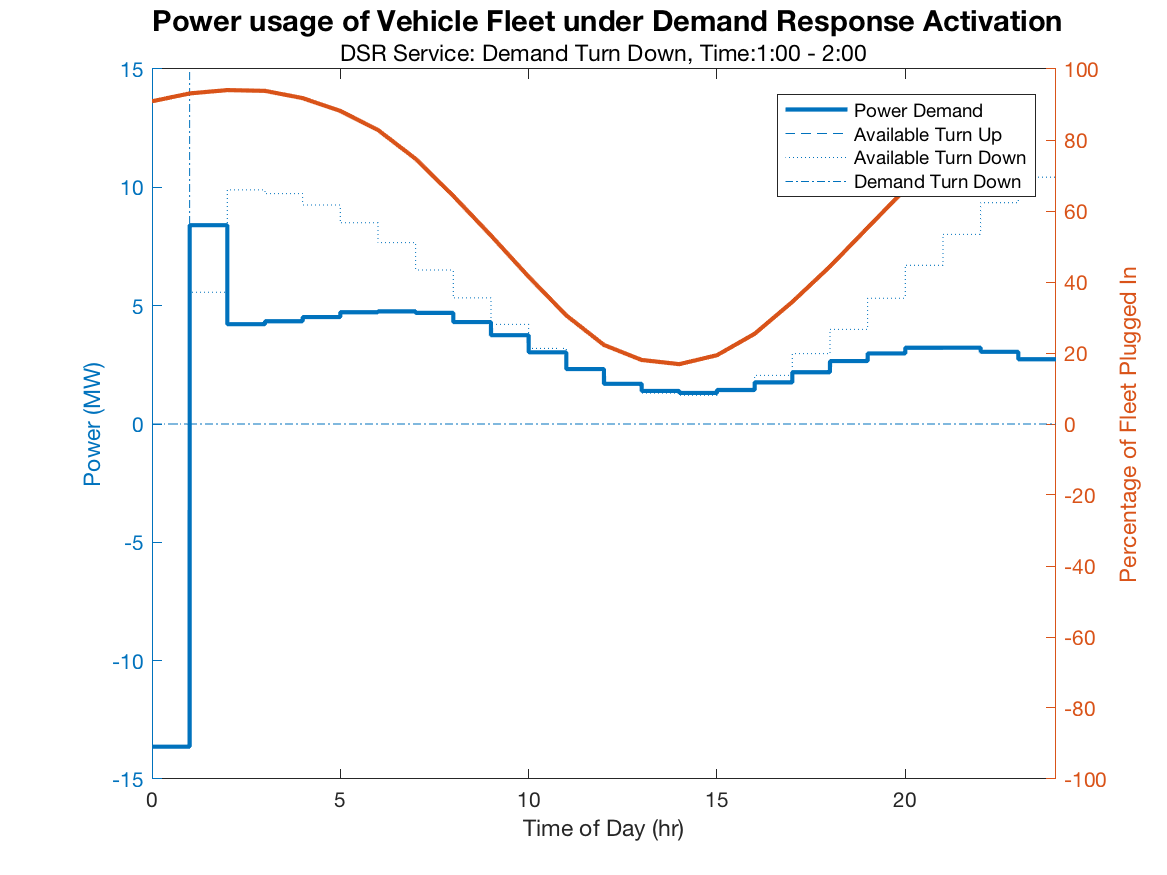 Power usage of Vehicle Fleet under Demand Response Activation
DSR Service: Demand Turn Down, Time:1:00 - 2:00
15
10
5
0
-5
-10
-15
Power (MW)
100
80
60
40
20
0
-20
-40
-60
-80
-100
Percentage of Fleet Plugged In
Power Demand
Available Turn Up
Available Turn Down
Demand Turn Down
0
5
10
15
20
Time of Day (hr)